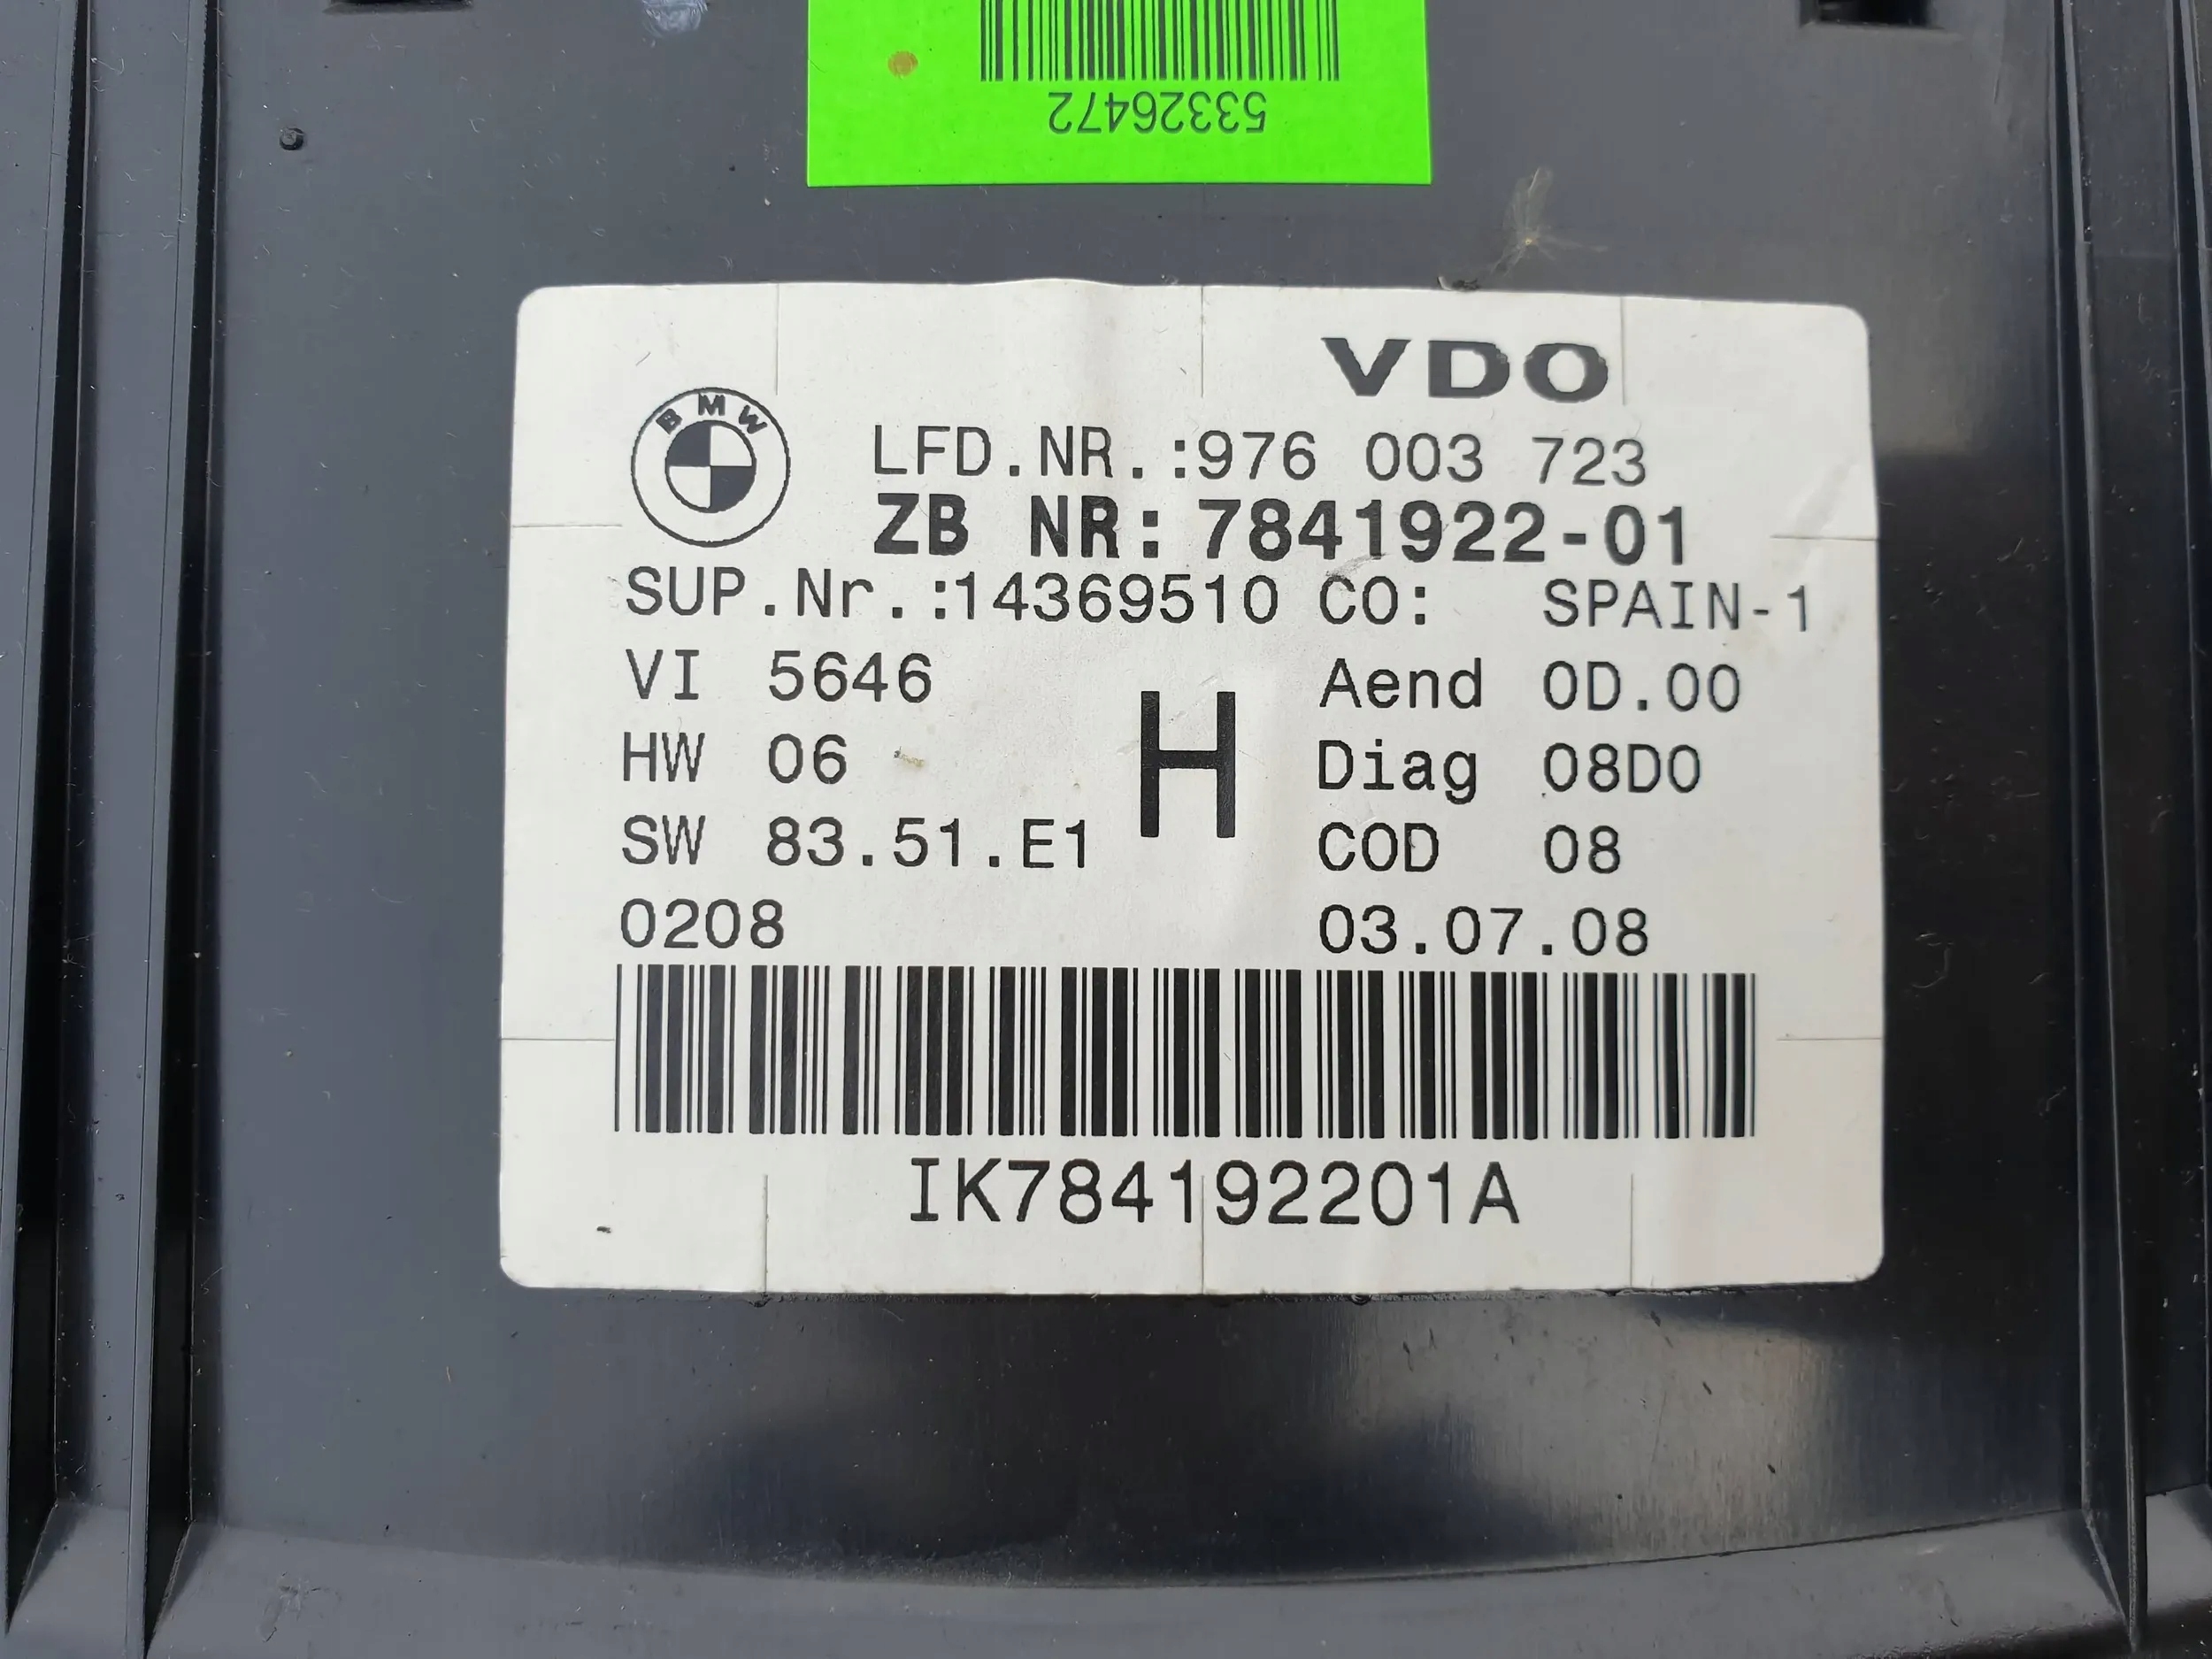 53326472
VDO
BMW
LFD.NR.:976 003 723
ZB NR: 7841922-01
SUP.Nr.:14369510 CO: SPAIN-1
VI 5646 Aend 0D.00
HW 06 H Diag 08D0
SW 83.51.E1 COD 08
0208 03.07.08
IK784192201A